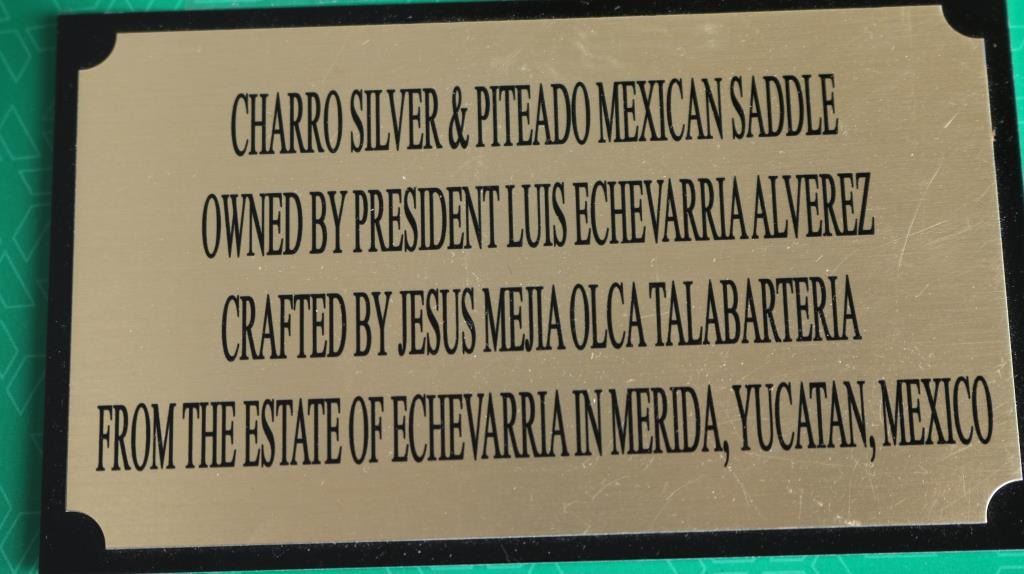 CHARRO SILVER & PITEADO MEXICAN SADDLE
OWNED BY PRESIDENT LUIS ECHEVARRIA ALVEREZ
CRAFTED BY JESUS MEJIA OLCA TALABARTERIA
FROM THE ESTATE OF ECHEVARRIA IN MERIDA, YUCATAN, MEXICO